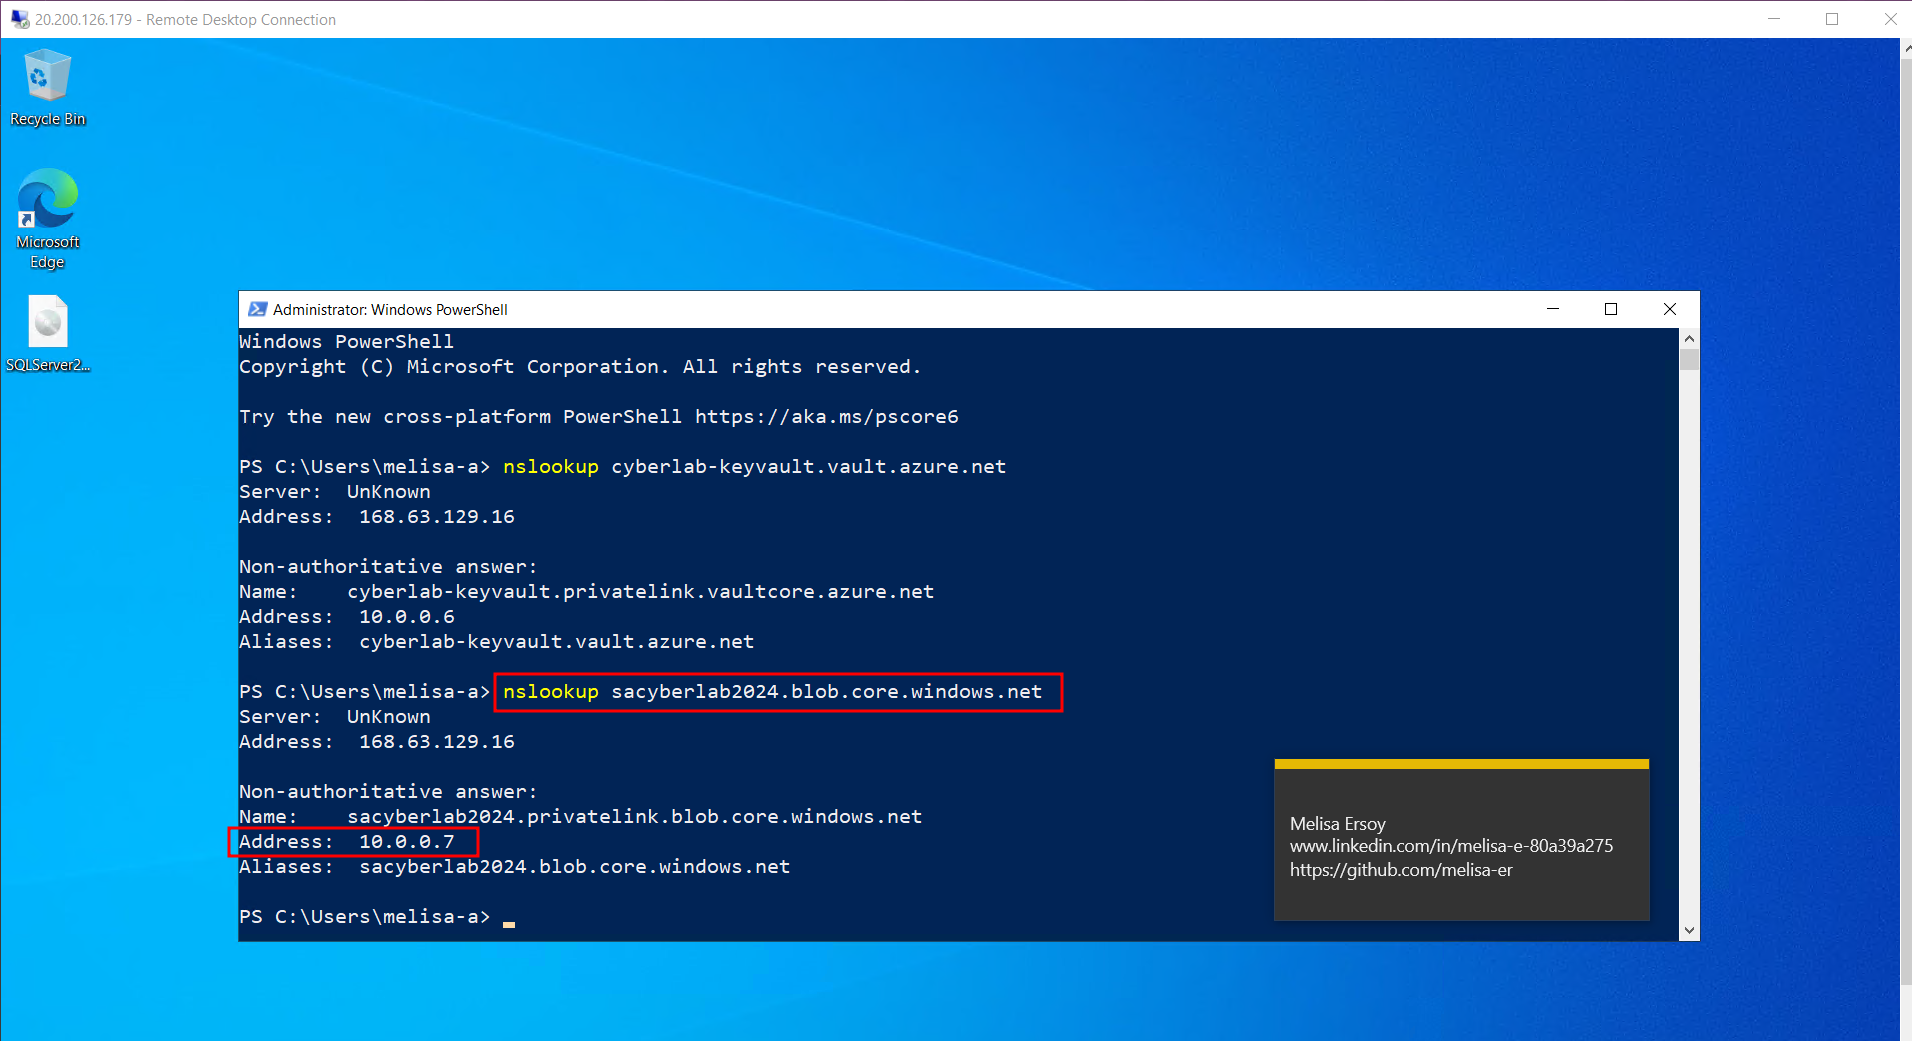 20.200.126.179 - Remote Desktop Connection
Recycle Bin
Microsoft
Edge
SQLServer2...
Administrator: Windows PowerShell
Windows PowerShell
Copyright (C) Microsoft Corporation. All rights reserved.
Try the new cross-platform PowerShell https://aka.ms/pscore6
PS C:\Users\melisa-a> nslookup cyberlab-keyvault.vault.azure.net
Server:  UnKnown
Address:  168.63.129.16
Non-authoritative answer:
Name:    cyberlab-keyvault.privatelink.vaultcore.azure.net
Address:  10.0.0.6
Aliases:  cyberlab-keyvault.vault.azure.net
PS C:\Users\melisa-a> nslookup sacyberlab2024.blob.core.windows.net
Server:  UnKnown
Address:  168.63.129.16
Non-authoritative answer:
Name:    sacyberlab2024.privatelink.blob.core.windows.net
Address:  10.0.0.7
Aliases:  sacyberlab2024.blob.core.windows.net
PS C:\Users\melisa-a>
Melisa Ersoy
www.linkedin.com/in/melisa-e-80a39a275
https://github.com/melisa-er